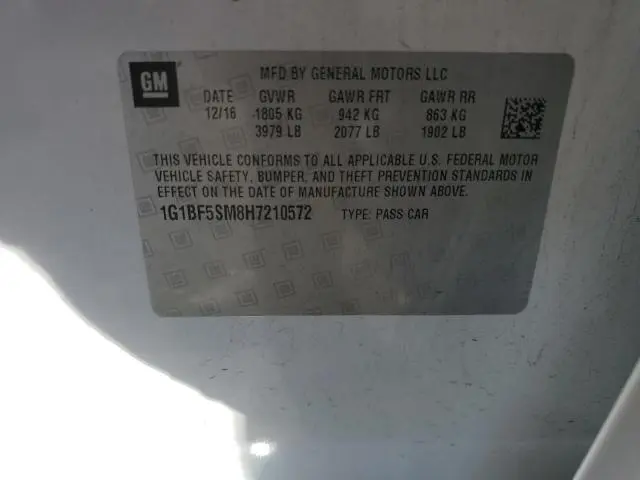 GM
MFD BY GENERAL MOTORS LLC
DATE GVWR GAWR FRT GAWR RR
12/16 1805 KG 942 KG 863 KG
3979 LB 2077 LB 1902 LB
THIS VEHICLE CONFORMS TO ALL APPLICABLE U.S. FEDERAL MOTOR
VEHICLE SAFETY, BUMPER, AND THEFT PREVENTION STANDARDS IN
EFFECT ON THE DATE OF MANUFACTURE SHOWN ABOVE.
1G1BF5SM8H7210572 TYPE: PASS CAR